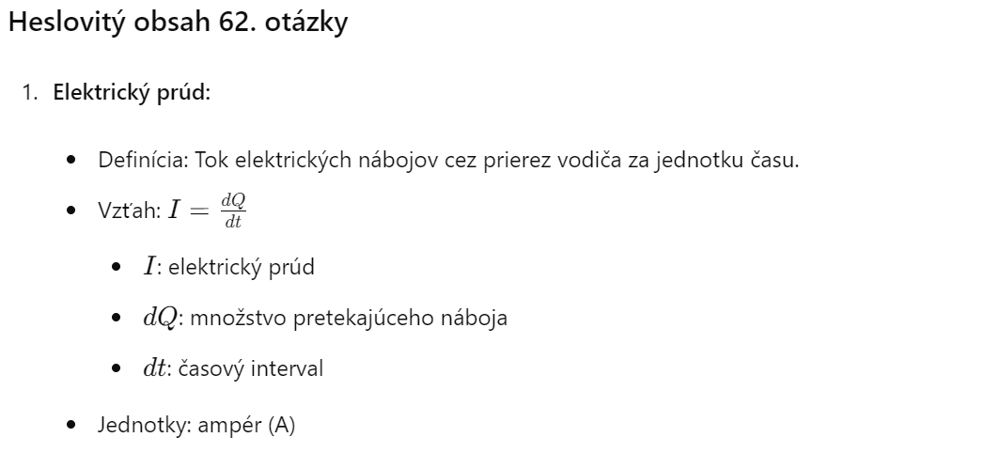 Heslovitý obsah 62. otázky
1. Elektrický prúd:
• Definícia: Tok elektrických nábojov cez prierez vodiča za jednotku času.
• Vzťah: I = dQ/dt
• I: elektrický prúd
• dQ: množstvo pretekajúceho náboja
• dt: časový interval
• Jednotky: ampér (A)